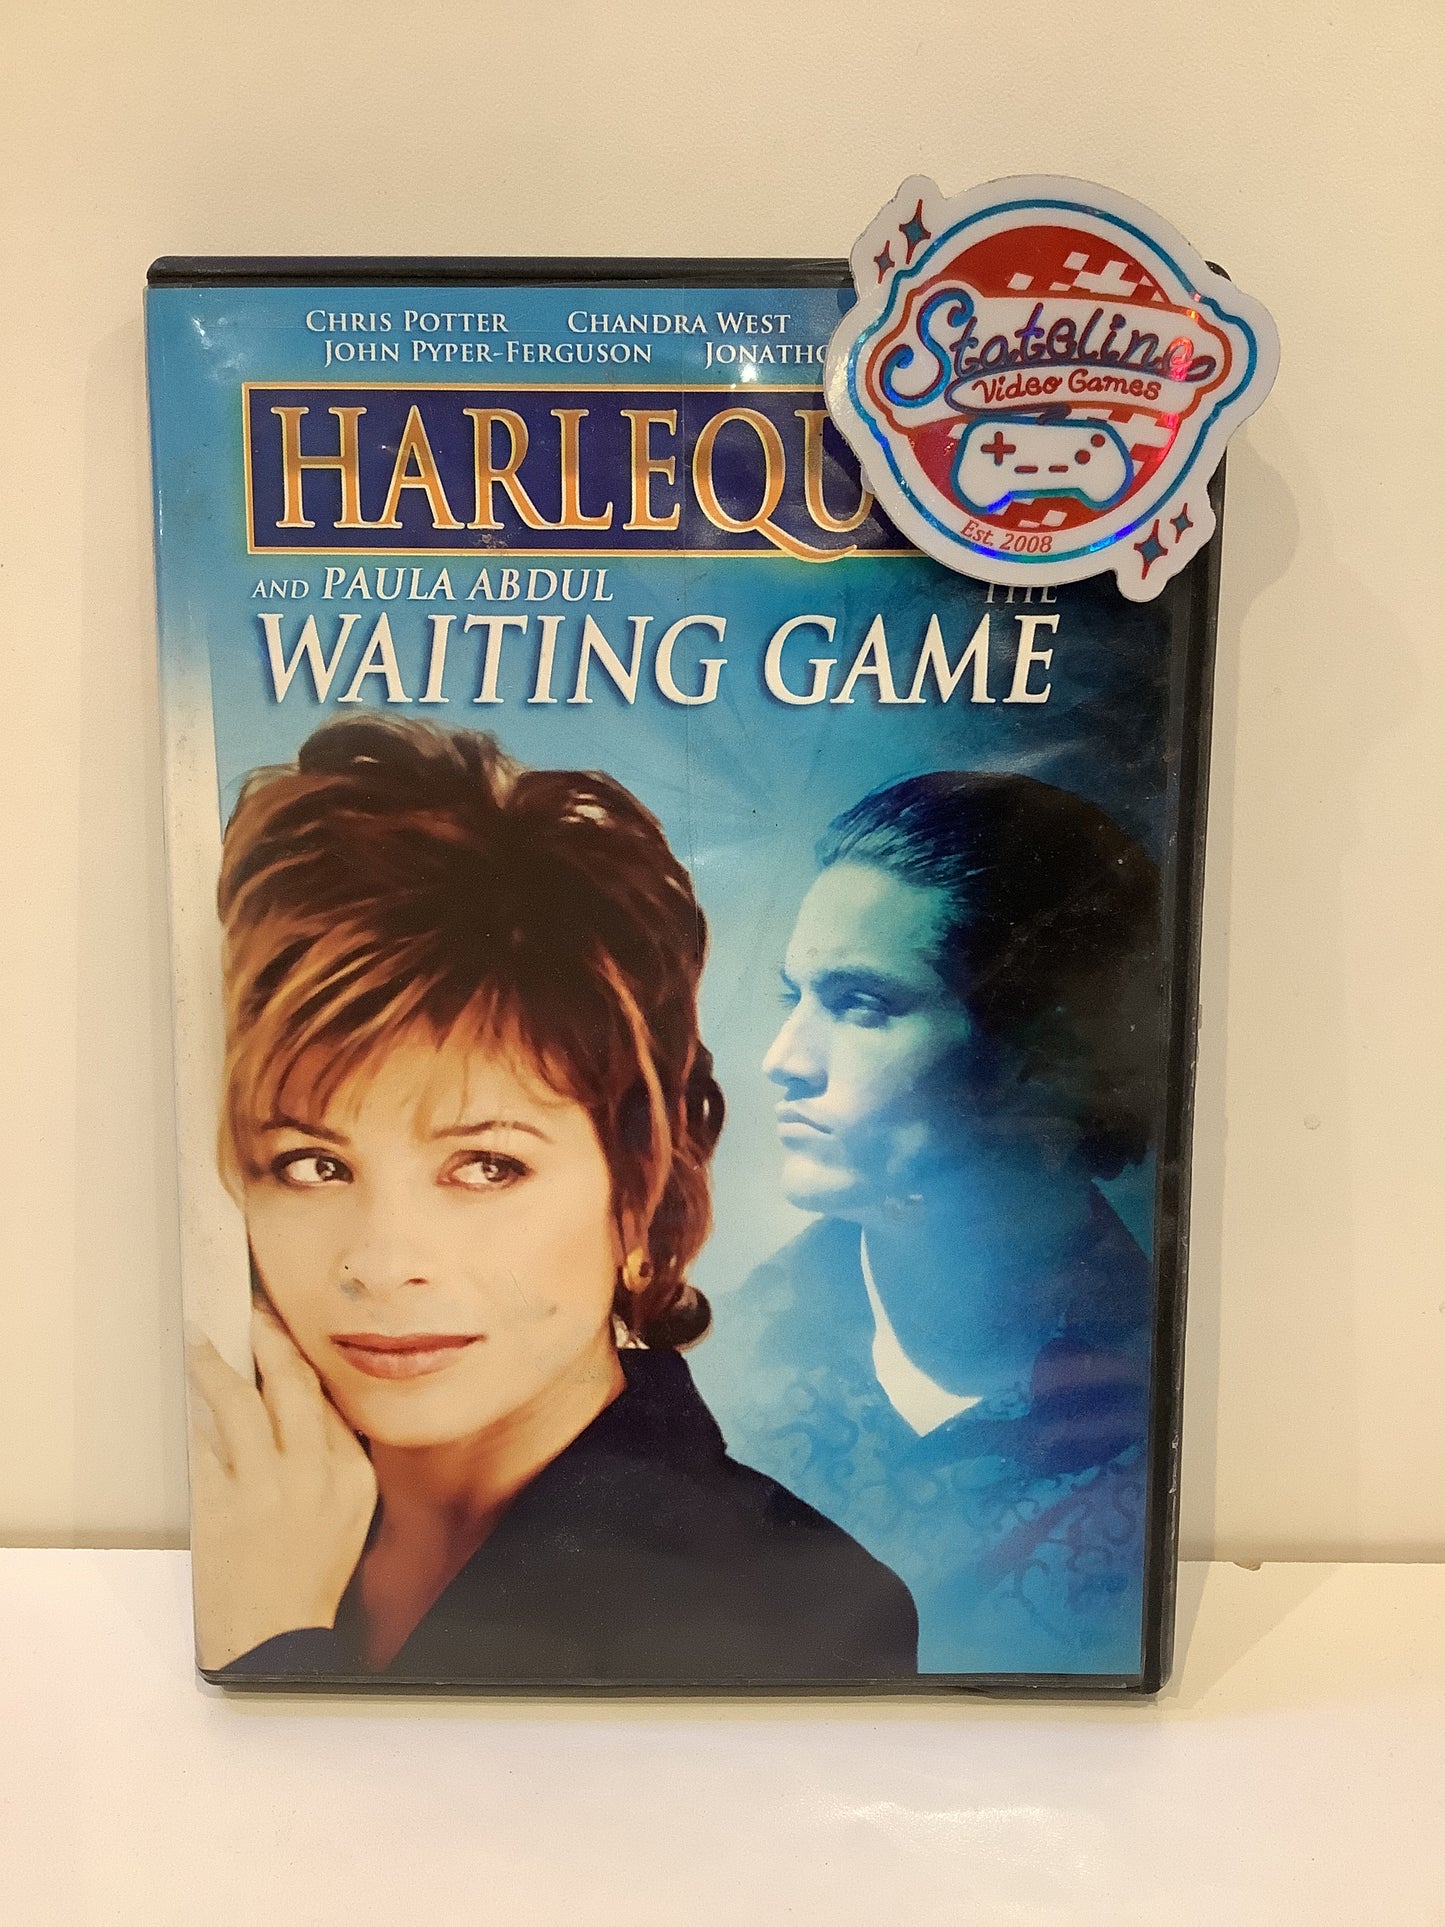 CHRIS POTTER CHANDRA WEST
JOHN PYPER-FERGUSON
HARLEQU
AND PAULA ABDUL THE
WAITING GAME
Stateline
Video Games
Est. 2008